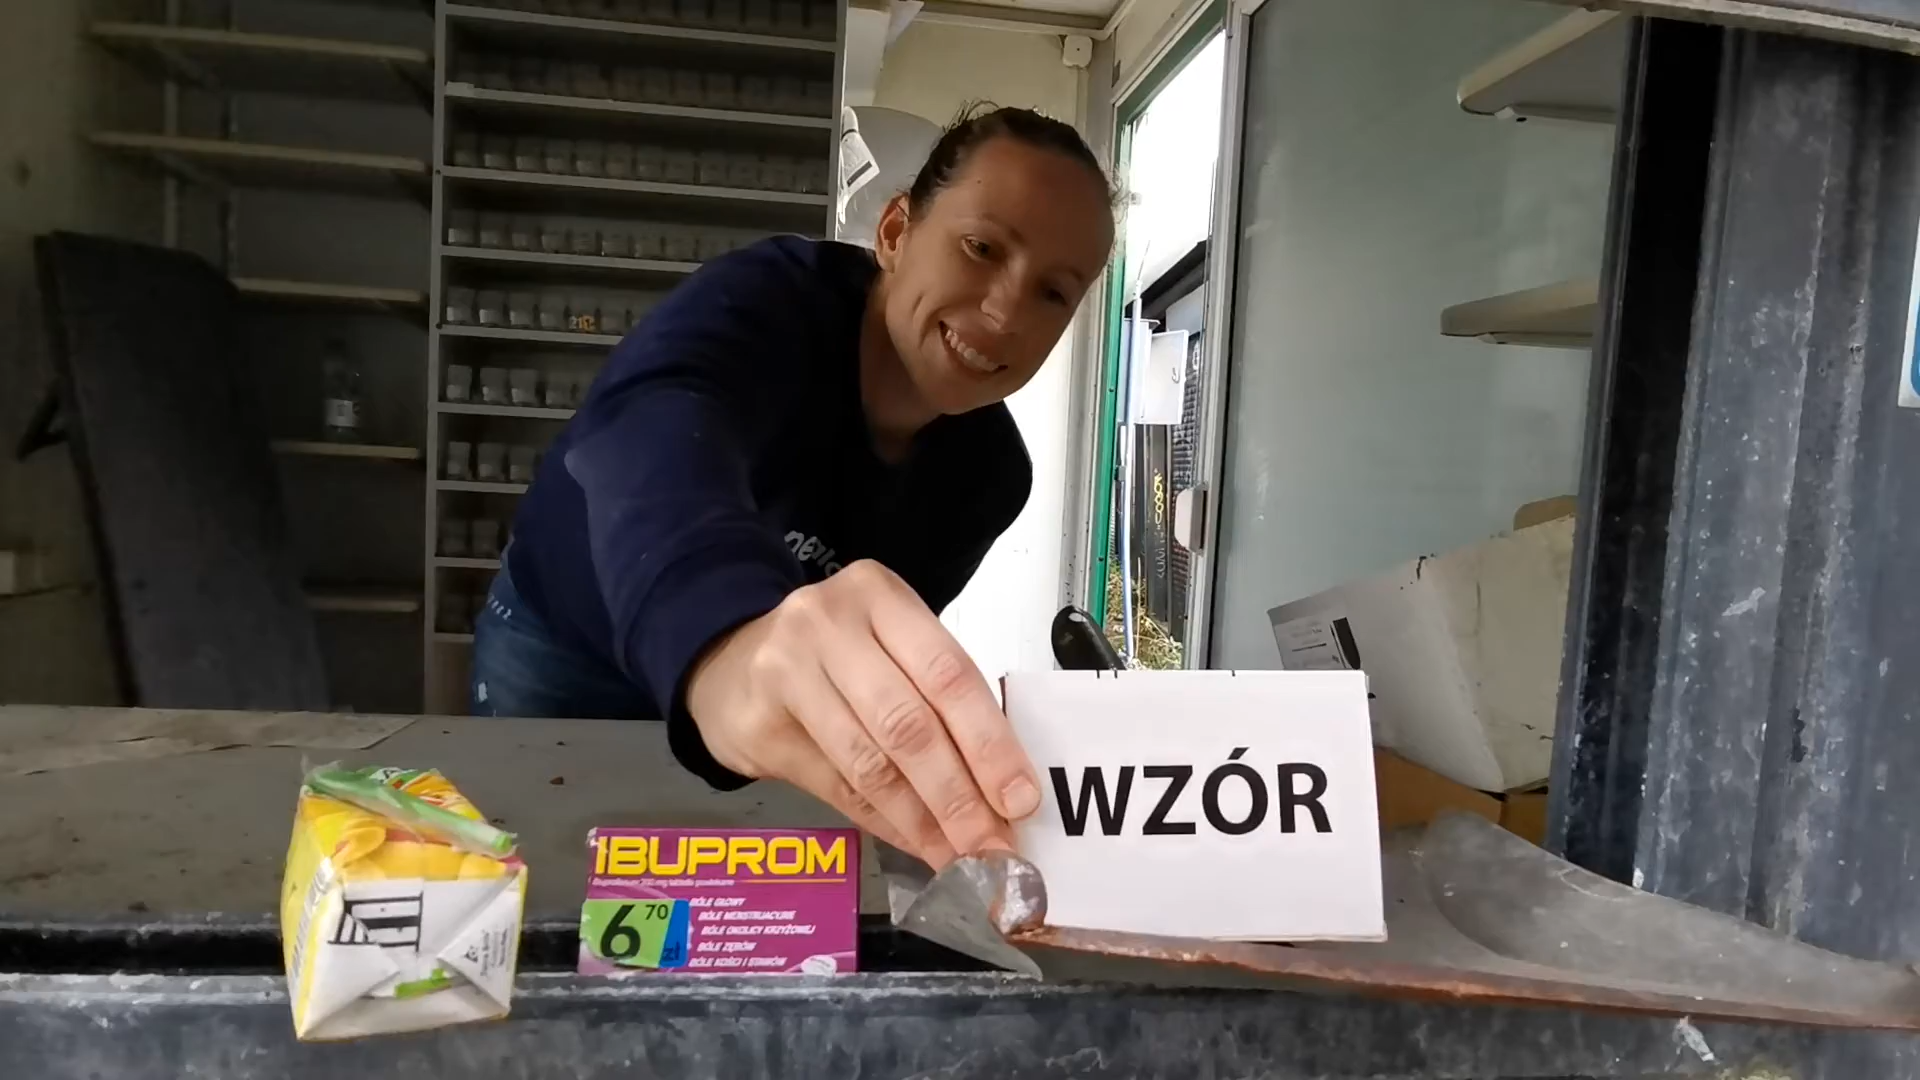 WZÓR
IBUPROM
BÓLE GŁOWY
BÓLE MENSTRUACYJNE
BÓLE OKOLICY KRZYŻOWEJ
BÓLE ZĘBÓW
BÓLE KOŚCI I STAWÓW
6 70
zł